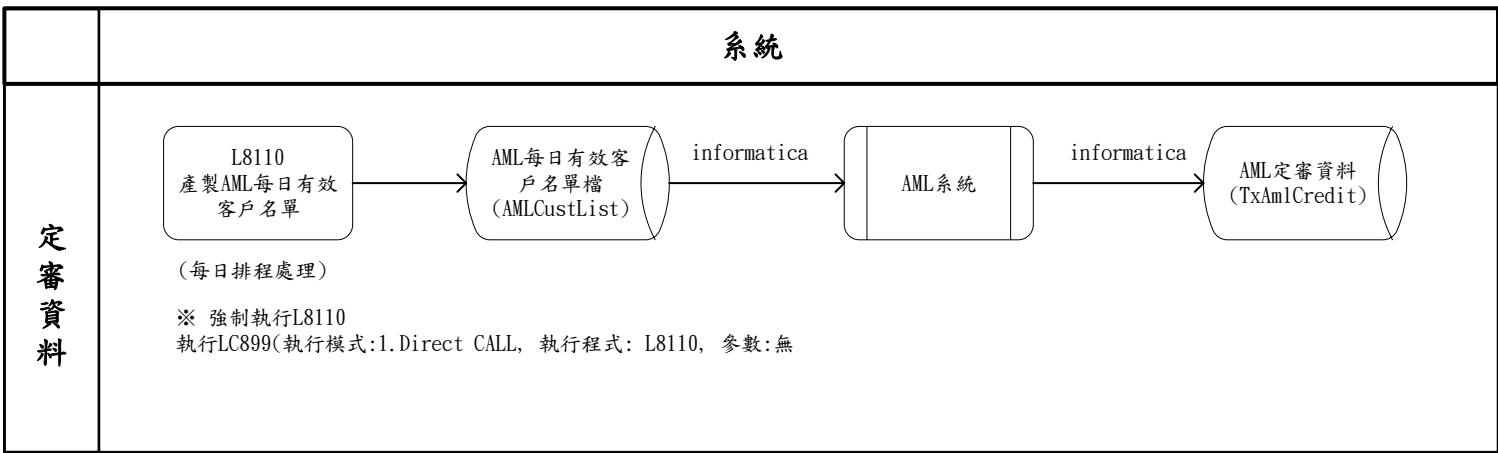 系統
定審資料
L8110
產製AML每日有效
客戶名單
AML每日有效客
戶名單檔
(AMLCustList)
informatica
AML系統
informatica
AML定審資料
(TxAmlCredit)
(每日排程處理)
※ 強制執行L8110
執行LC899(執行模式:1.Direct CALL, 執行程式: L8110, 參數:無